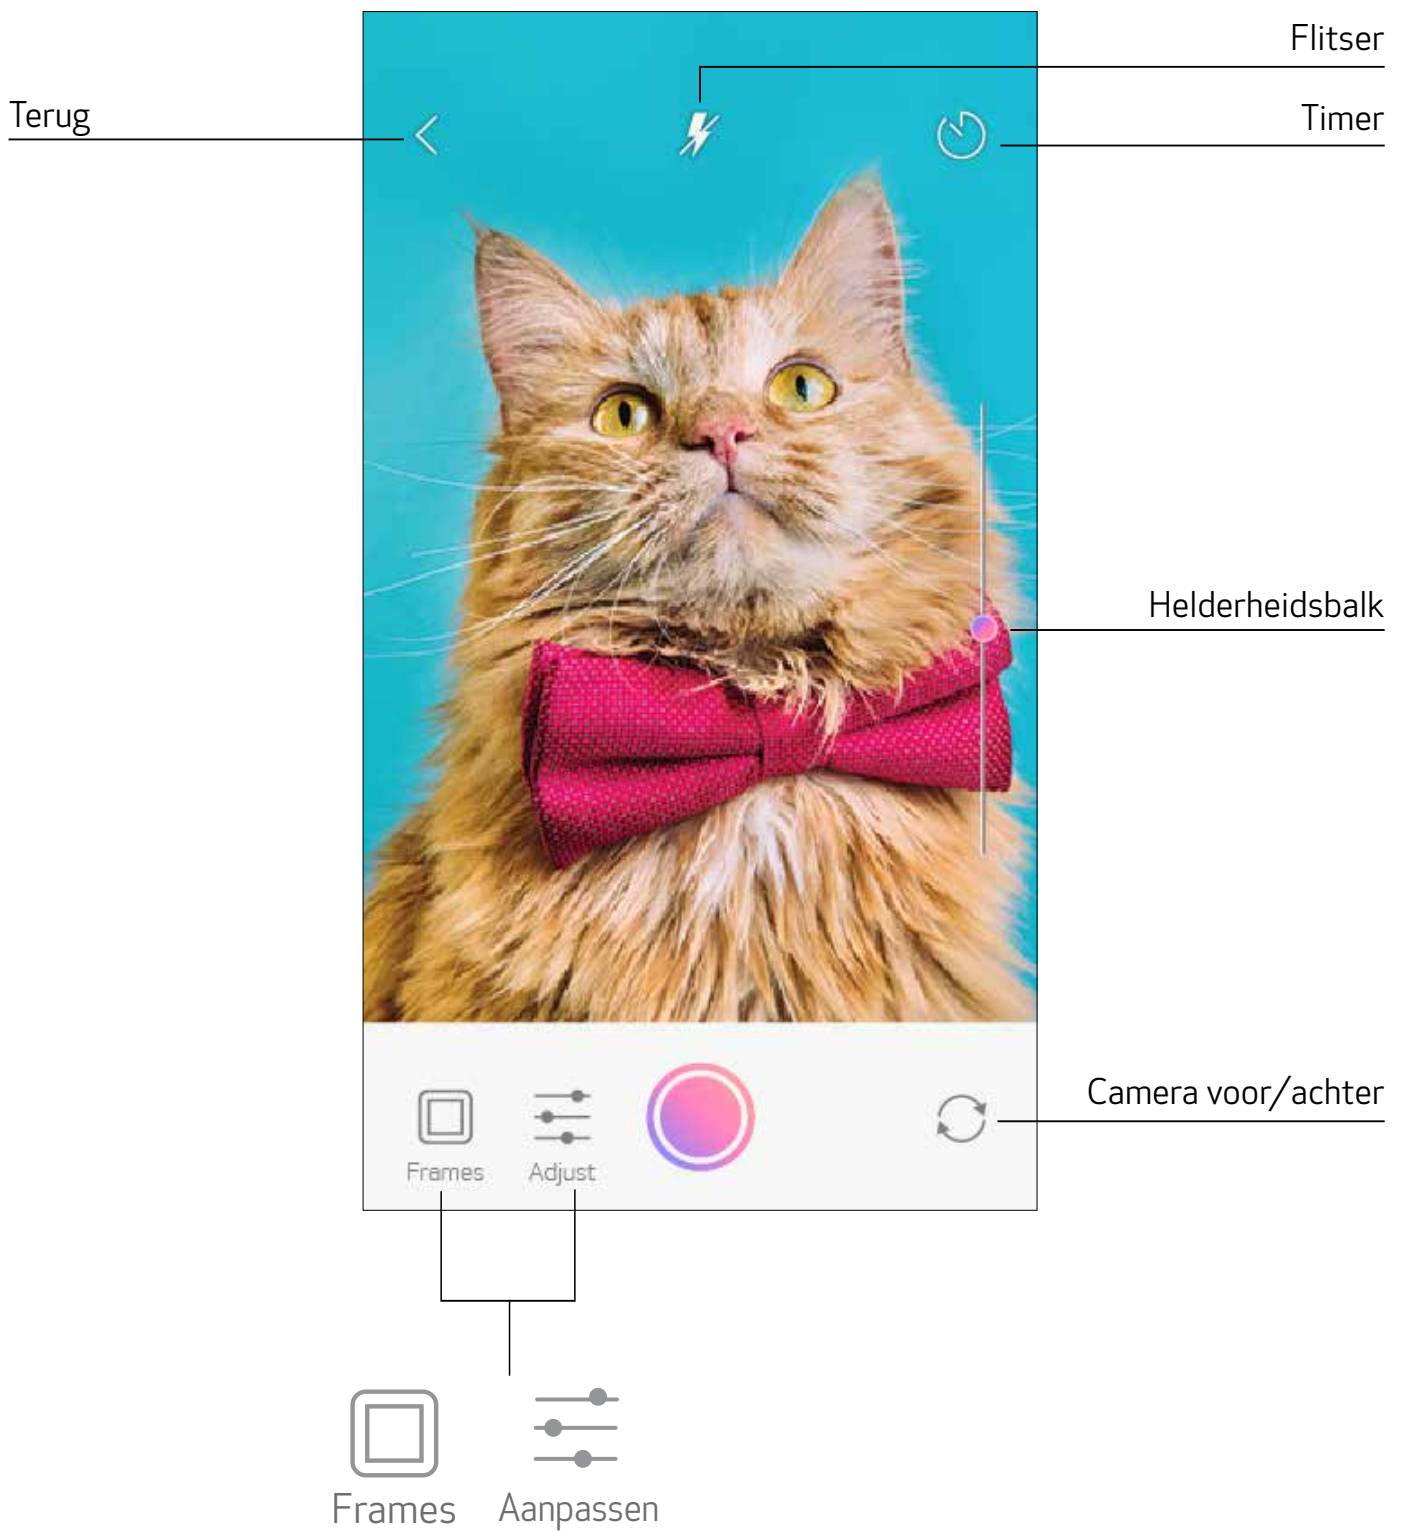 Flitser
Terug
Timer
Helderheidsbalk
Camera voor/achter
Frames
Adjust
Frames
Aanpassen